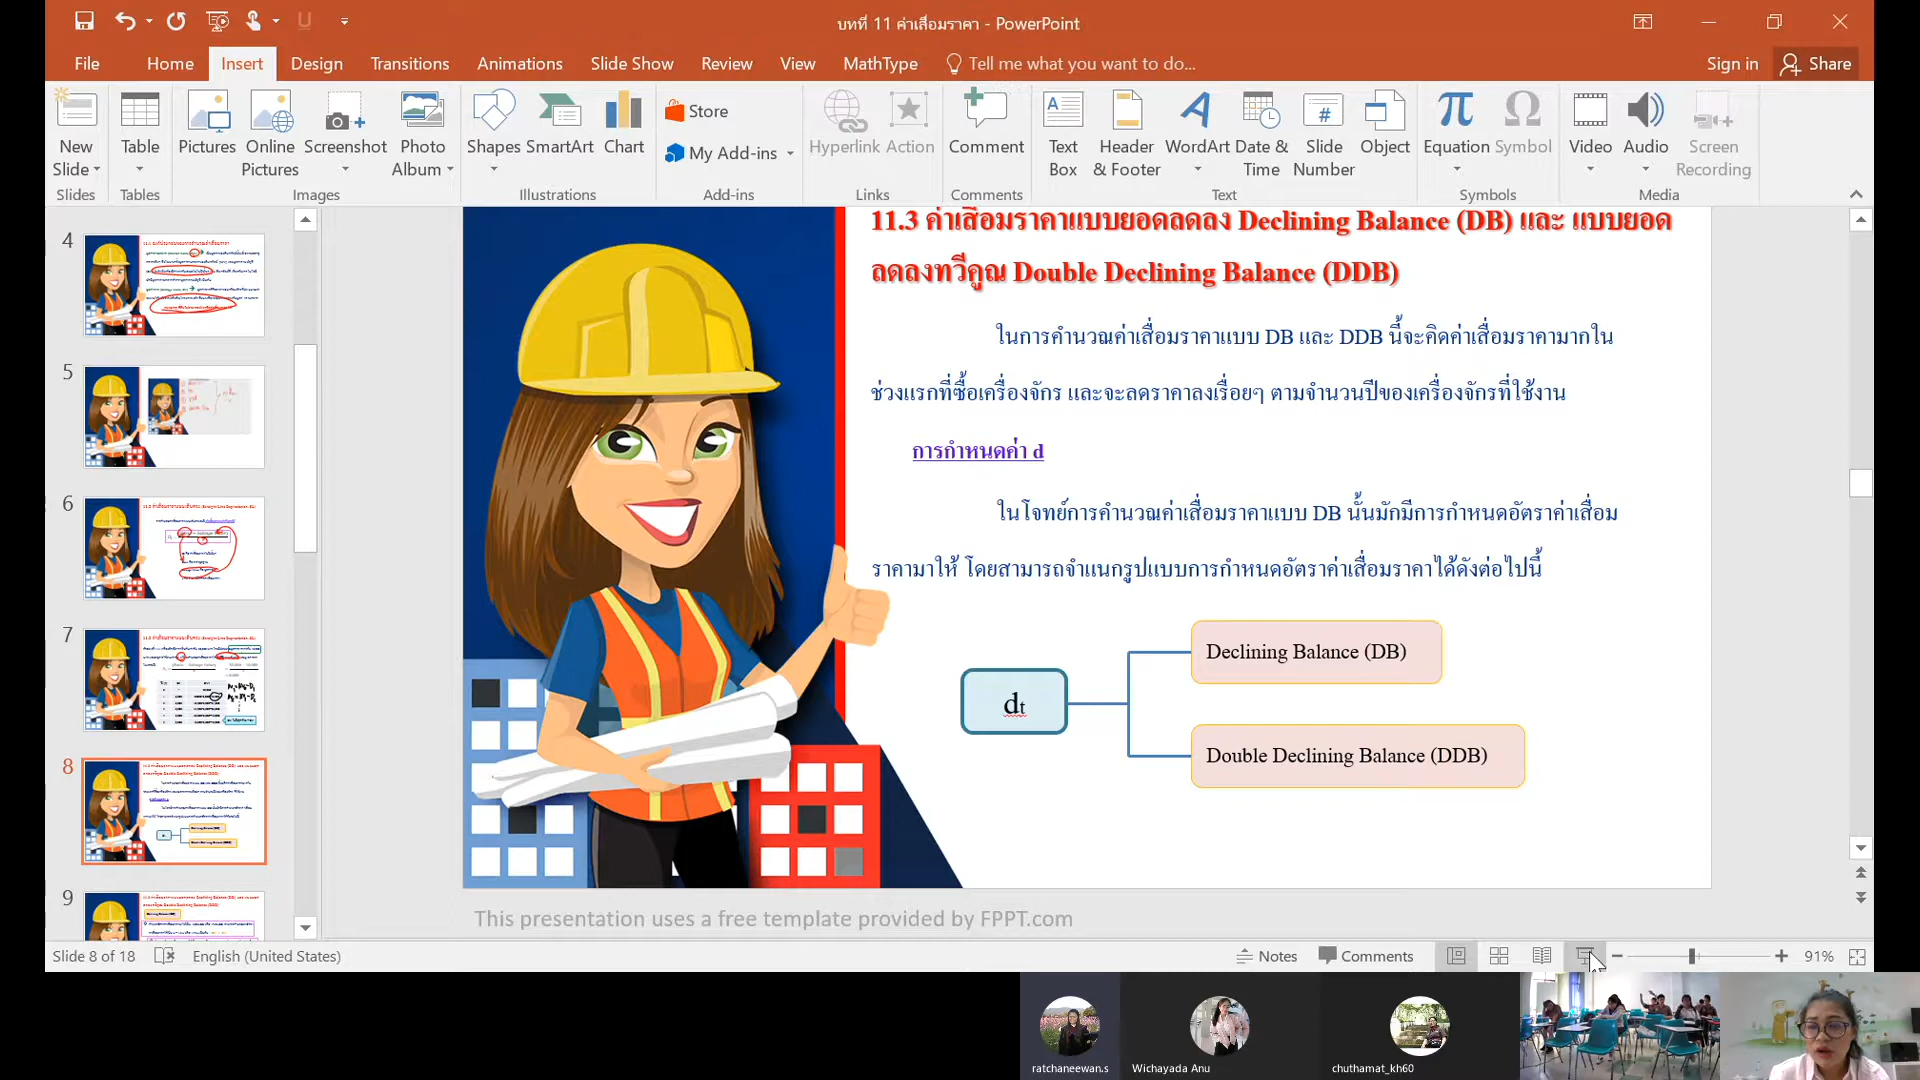 บทที่ 11 ค่าเสื่อมราคา - PowerPoint
File Home Insert Design Transitions Animations Slide Show Review View MathType Tell me what you want to do... Sign in Share
New Slide Table Pictures Online Pictures Screenshot Photo Album Shapes SmartArt Chart Store My Add-ins Hyperlink Action Comment Text Box Header & Footer WordArt Date & Time Slide Number Object Equation Symbol Video Audio Screen Recording
Slides Tables Images Illustrations Add-ins Links Comments Text Symbols Media
4
5
6
7
8
9
11.3 ค่าเสื่อมราคาแบบยอดลดลง Declining Balance (DB) และ แบบยอด
ลดลงทวีคูณ Double Declining Balance (DDB)
ในการคำนวณค่าเสื่อมราคาแบบ DB และ DDB นี้จะคิดค่าเสื่อมราคามากใน
ช่วงแรกที่ซื้อเครื่องจักร และจะลดราคาลงเรื่อยๆ ตามจำนวนปีของเครื่องจักรที่ใช้งาน
การกำหนดค่า d
ในโจทย์การคำนวณค่าเสื่อมราคาแบบ DB นั้นมักมีการกำหนดอัตราค่าเสื่อม
ราคามาให้ โดยสามารถจำแนกรูปแบบการกำหนดอัตราค่าเสื่อมราคาได้ดังต่อไปนี้
Declining Balance (DB)
dt
Double Declining Balance (DDB)
This presentation uses a free template provided by FPPT.com
Slide 8 of 18 English (United States) Notes Comments 91%
ratchaneewan.s Wichayada Anu chuthamat_kh60